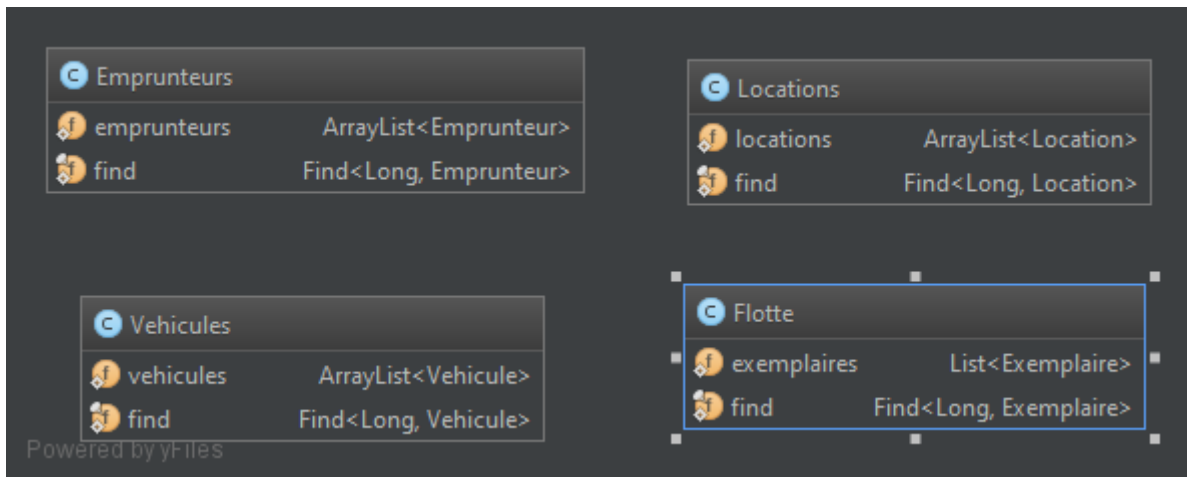 Emprunteurs
emprunteurs ArrayList<Emprunteur>
find Find<Long, Emprunteur>
Locations
locations ArrayList<Location>
find Find<Long, Location>
Vehicules
vehicules ArrayList<Vehicule>
find Find<Long, Vehicule>
Powered by yFiles
Flotte
exemplaires List<Exemplaire>
find Find<Long, Exemplaire>